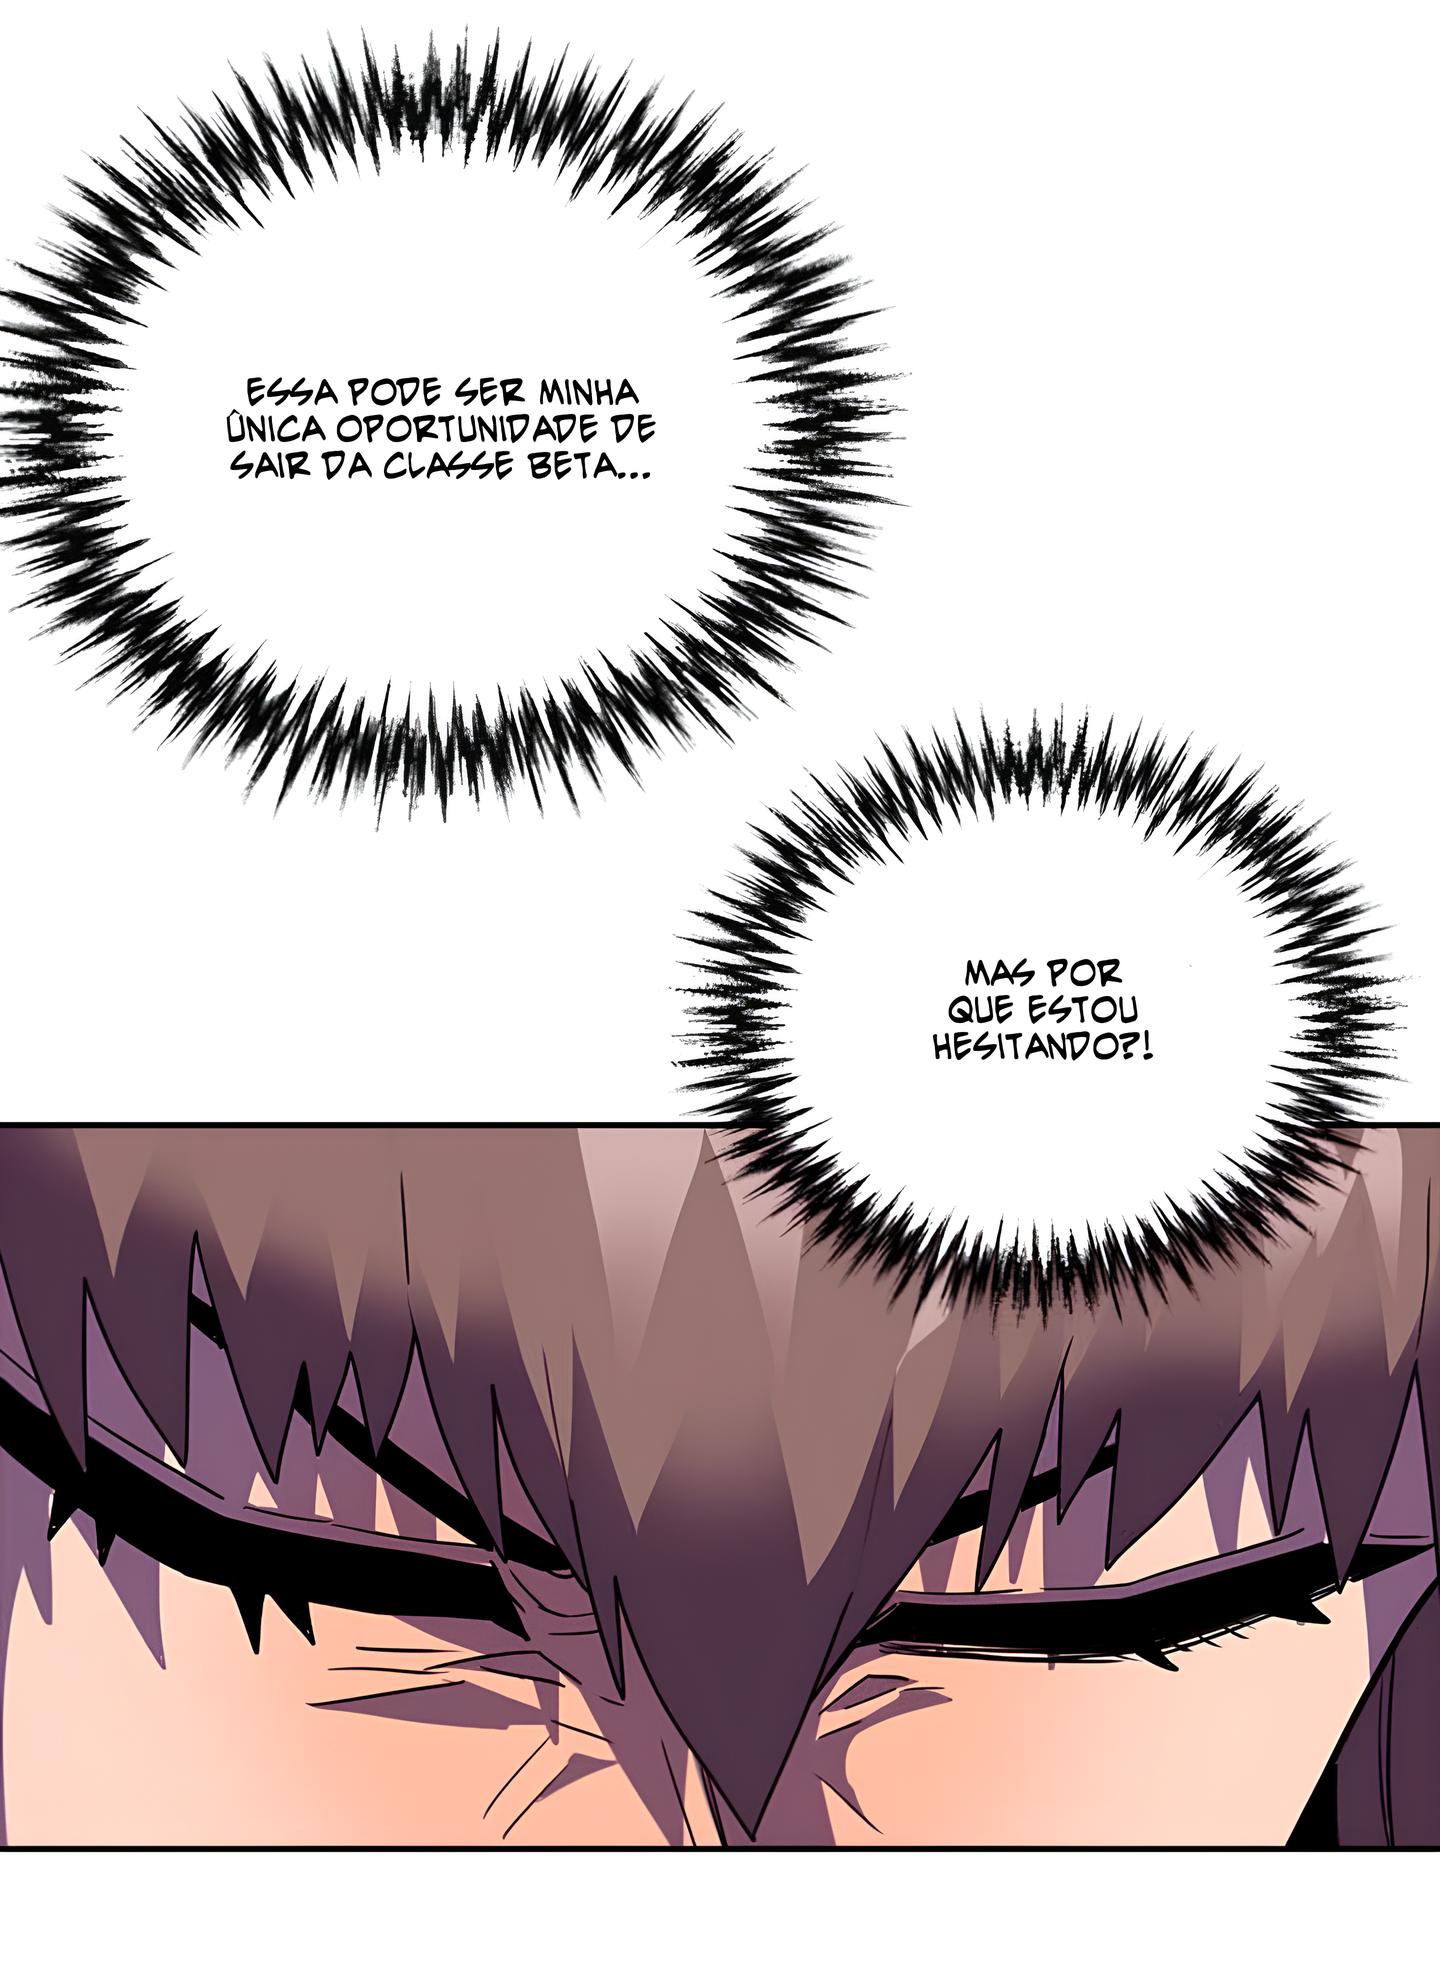 ESSA PODE SER MINHA
ÚNICA OPORTUNIDADE DE
SAIR DA CLASSE BETA...
MAS POR
QUE ESTOU
HESITANDO?!